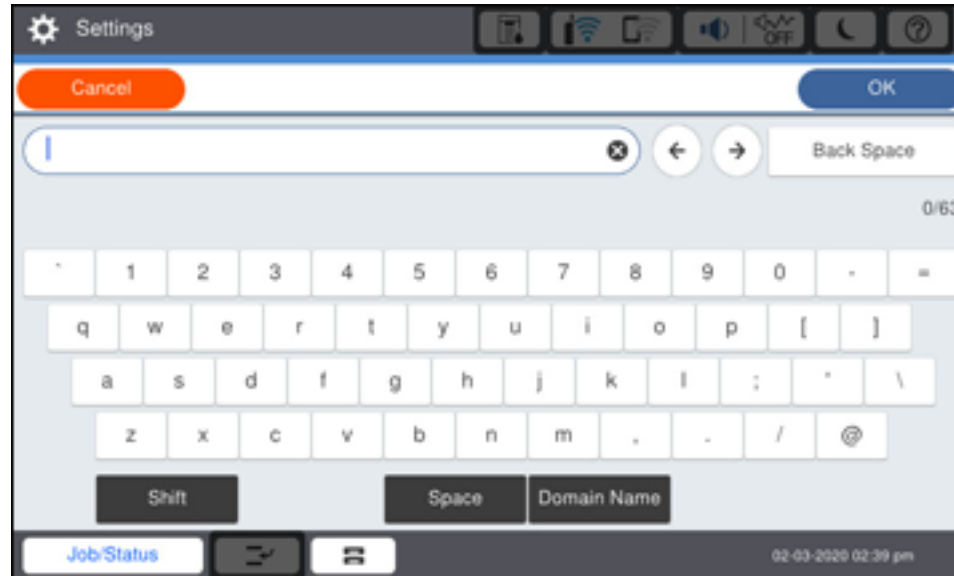 Settings
OFF
Cancel OK
Back Space
0/63
` 1 2 3 4 5 6 7 8 9 0 - =
q w e r t y u i o p [ ]
a s d f g h j k l ; ' \
z x c v b n m , . / @
Shift Space Domain Name
Job/Status 02-03-2020 02:39 pm